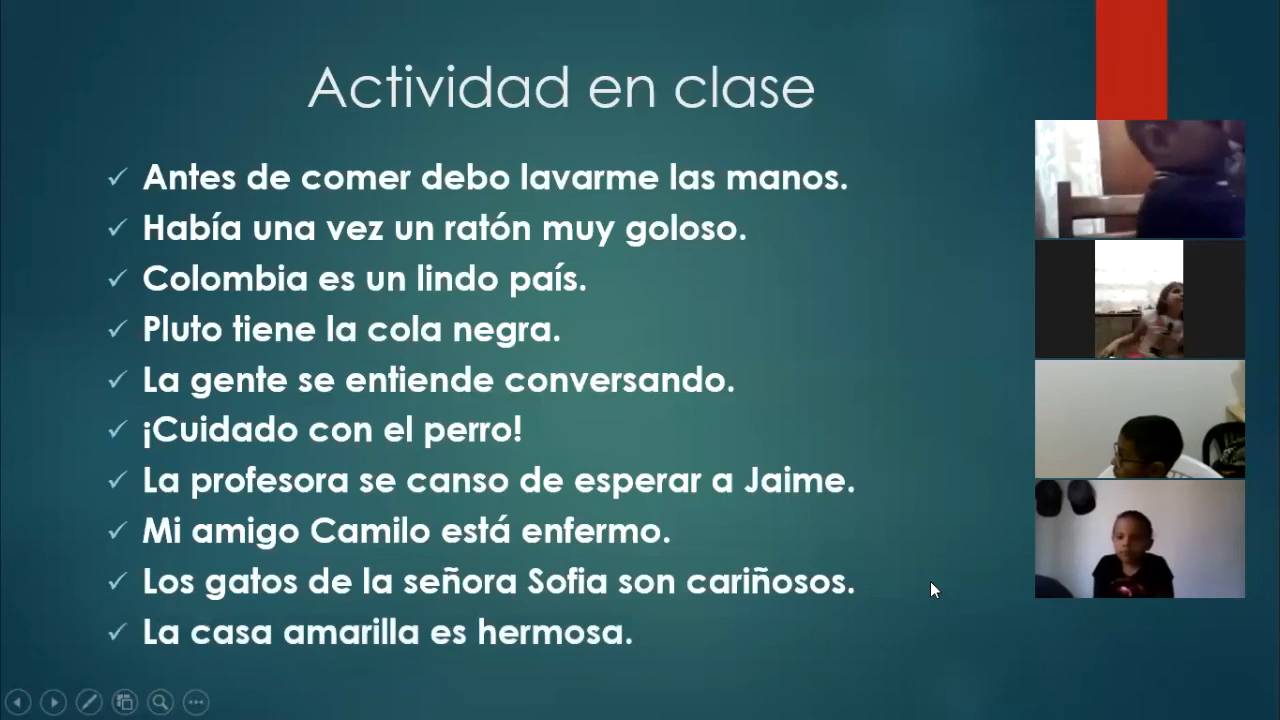 Actividad en clase
Antes de comer debo lavarme las manos.
Había una vez un ratón muy goloso.
Colombia es un lindo país.
Pluto tiene la cola negra.
La gente se entiende conversando.
¡Cuidado con el perro!
La profesora se canso de esperar a Jaime.
Mi amigo Camilo está enfermo.
Los gatos de la señora Sofia son cariñosos.
La casa amarilla es hermosa.